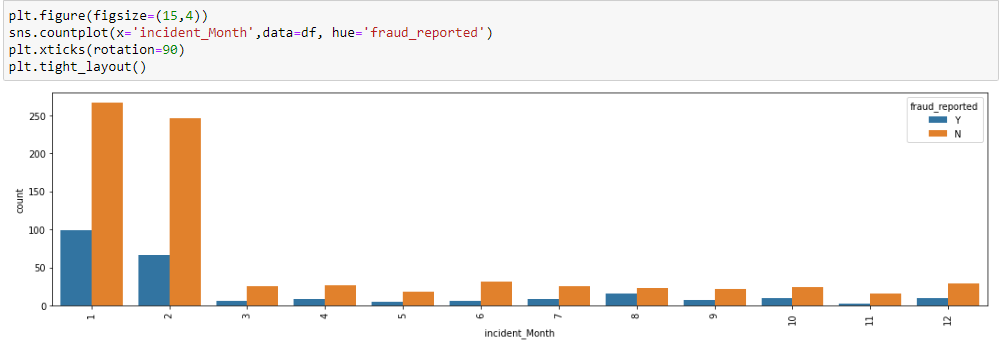 plt.figure(figsize=(15,4))
sns.countplot(x='incident_Month',data=df, hue='fraud_reported')
plt.xticks(rotation=90)
plt.tight_layout()
fraud_reported
Y
N
250
200
150
100
50
0
count
1 2 3 4 5 6 7 8 9 10 11 12
incident_Month